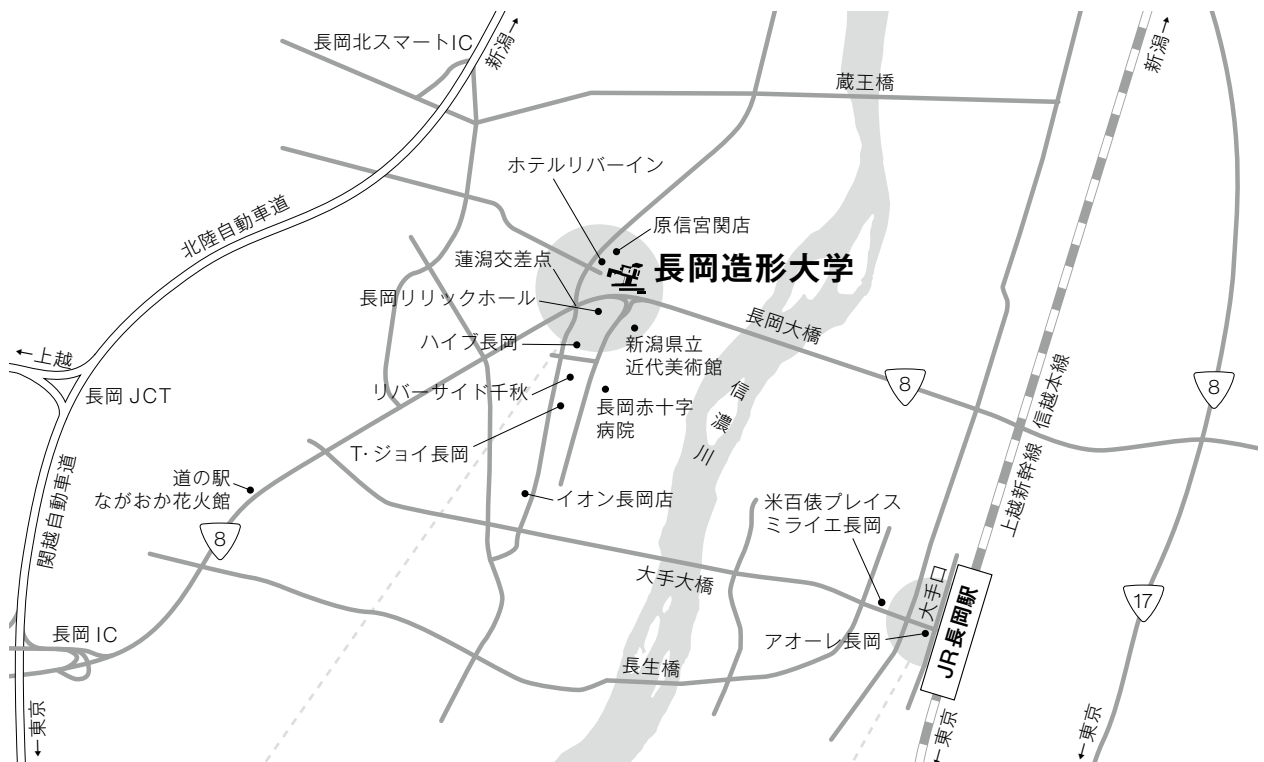 長岡北スマートIC
新潟→
新潟→
蔵王橋
ホテルリバーイン
北陸自動車道
原信宮関店
蓮潟交差点
長岡造形大学
長岡リリックホール
長岡大橋
ハイブ長岡
新潟県立
近代美術館
←上越
長岡 JCT
リバーサイド千秋
長岡赤十字
病院
信濃川
8
8
信越本線
上越新幹線
T・ジョイ長岡
道の駅
ながおか花火館
イオン長岡店
米百俵プレイス
ミライエ長岡
関越自動車道
8
大手大橋
大手口
17
アオーレ長岡
JR長岡駅
長岡 IC
長生橋
←東京
←東京
←東京